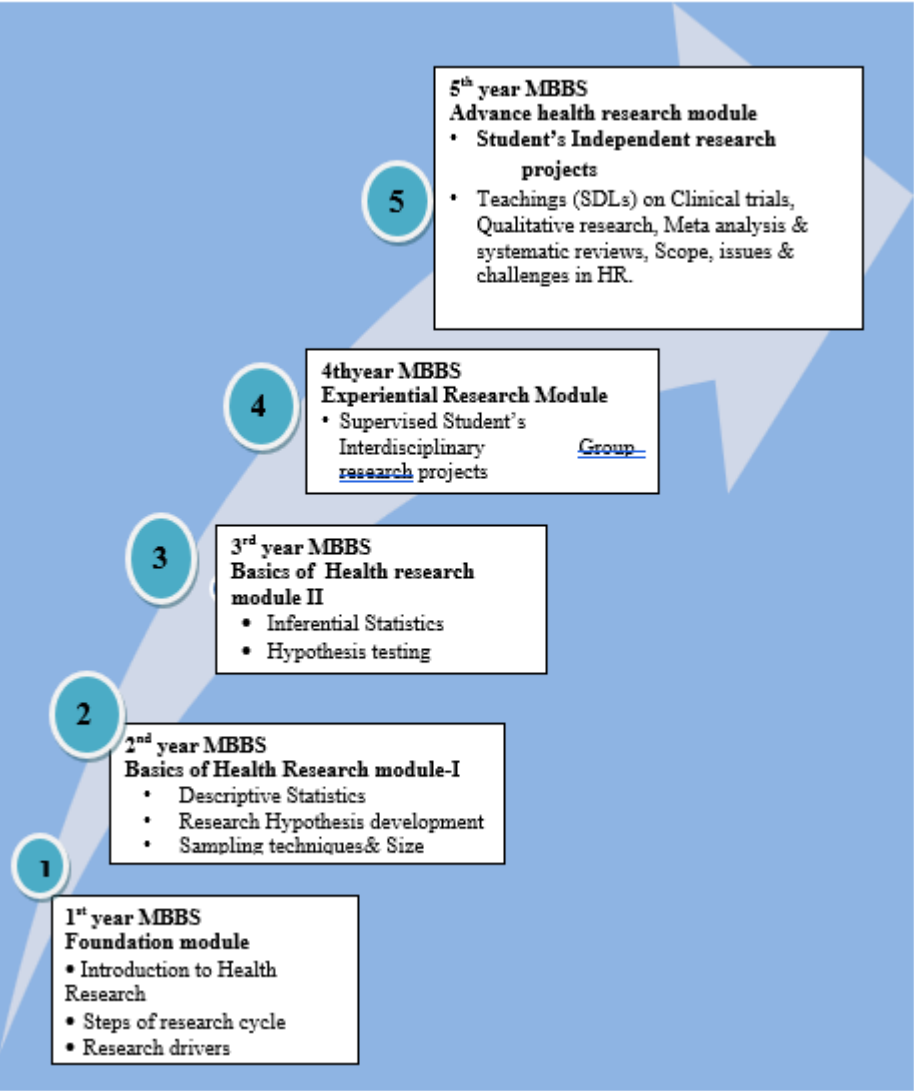 5th year MBBS
Advance health research module
• Student's Independent research
projects
• Teachings (SDLs) on Clinical trials,
Qualitative research, Meta analysis &
systematic reviews, Scope, issues &
challenges in HR.
5
4thyear MBBS
Experiential Research Module
• Supervised Student's
Interdisciplinary Group
research projects
4
3rd year MBBS
Basics of Health research
module II
• Inferential Statistics
• Hypothesis testing
3
2nd year MBBS
Basics of Health Research module-I
• Descriptive Statistics
• Research Hypothesis development
• Sampling techniques& Size
2
1st year MBBS
Foundation module
• Introduction to Health
Research
• Steps of research cycle
• Research drivers
1